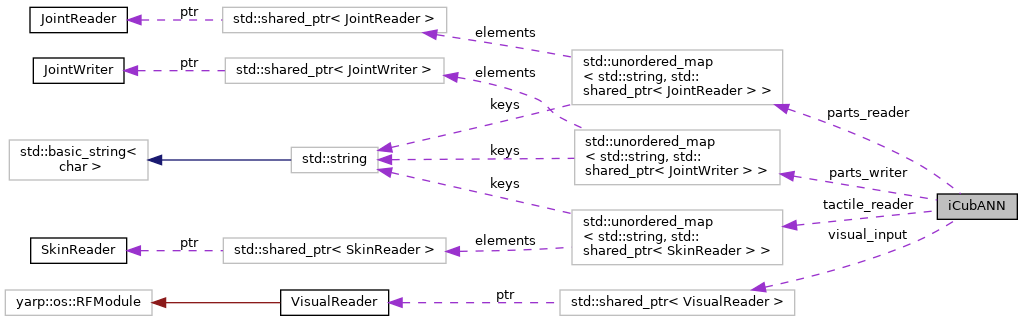 JointReader
ptr
std::shared_ptr< JointReader >
elements
JointWriter
ptr
std::shared_ptr< JointWriter >
elements
std::unordered_map
< std::string, std::
shared_ptr< JointReader > >
keys
parts_reader
std::basic_string<
char >
std::string
keys
std::unordered_map
< std::string, std::
shared_ptr< JointWriter > >
parts_writer
keys
tactile_reader
iCubANN
std::unordered_map
< std::string, std::
shared_ptr< SkinReader > >
visual_input
SkinReader
ptr
std::shared_ptr< SkinReader >
elements
yarp::os::RFModule
VisualReader
ptr
std::shared_ptr< VisualReader >